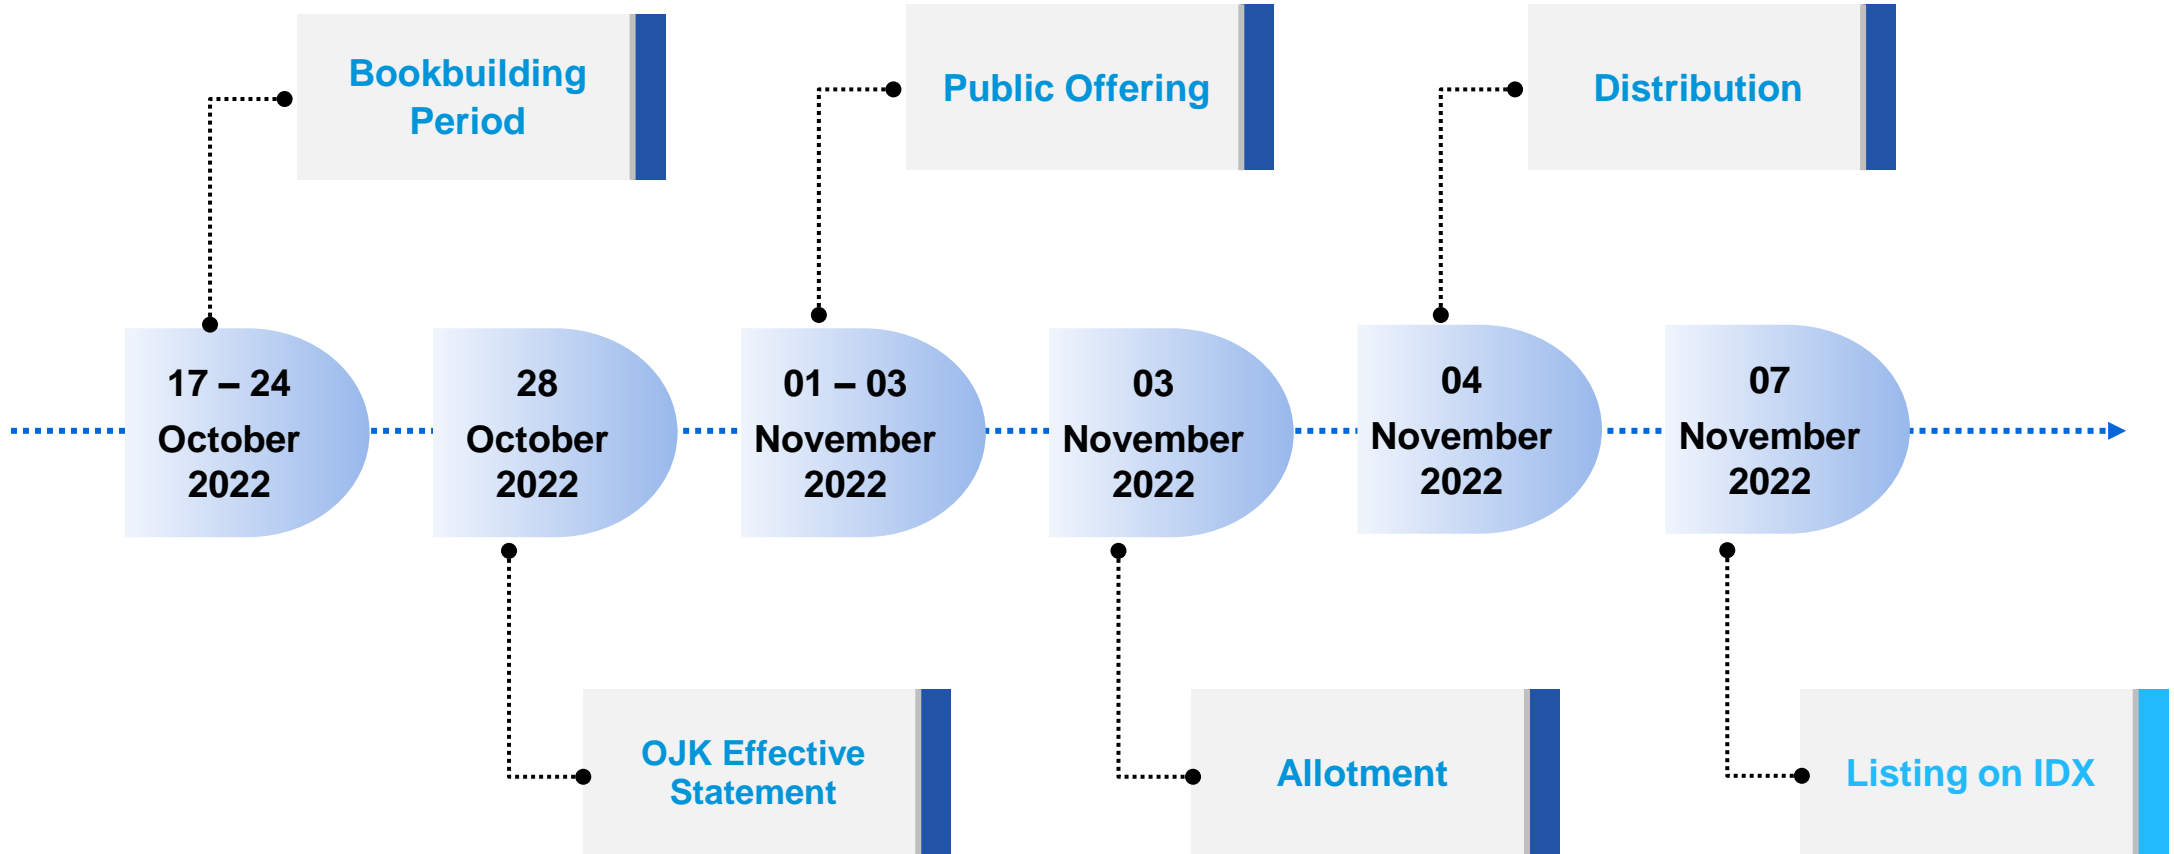 Bookbuilding
Period
Public Offering
Distribution
17 – 24
October
2022
28
October
2022
01 – 03
November
2022
03
November
2022
04
November
2022
07
November
2022
OJK Effective
Statement
Allotment
Listing on IDX